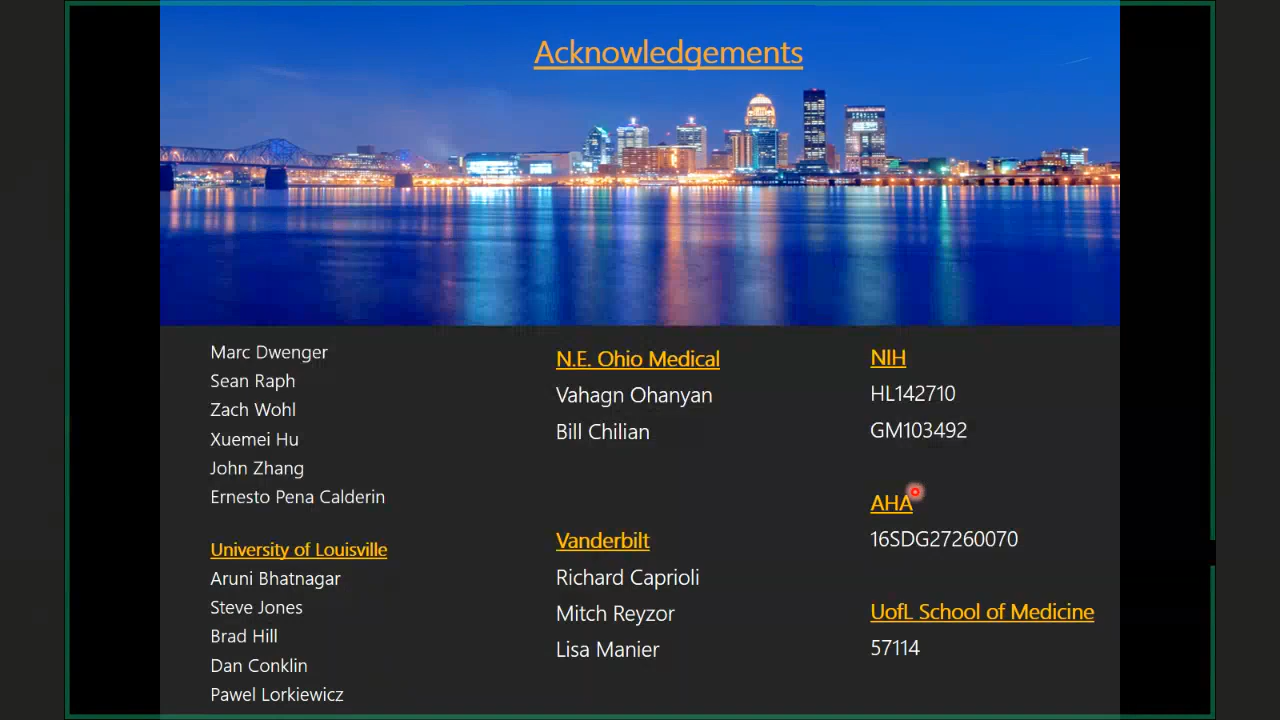 Acknowledgements
Marc Dwenger
Sean Raph
Zach Wohl
Xuemei Hu
John Zhang
Ernesto Pena Calderin
University of Louisville
Aruni Bhatnagar
Steve Jones
Brad Hill
Dan Conklin
Pawel Lorkiewicz
N.E. Ohio Medical
Vahagn Ohanyan
Bill Chilian
Vanderbilt
Richard Caprioli
Mitch Reyzor
Lisa Manier
NIH
HL142710
GM103492
AHA
16SDG27260070
UofL School of Medicine
57114